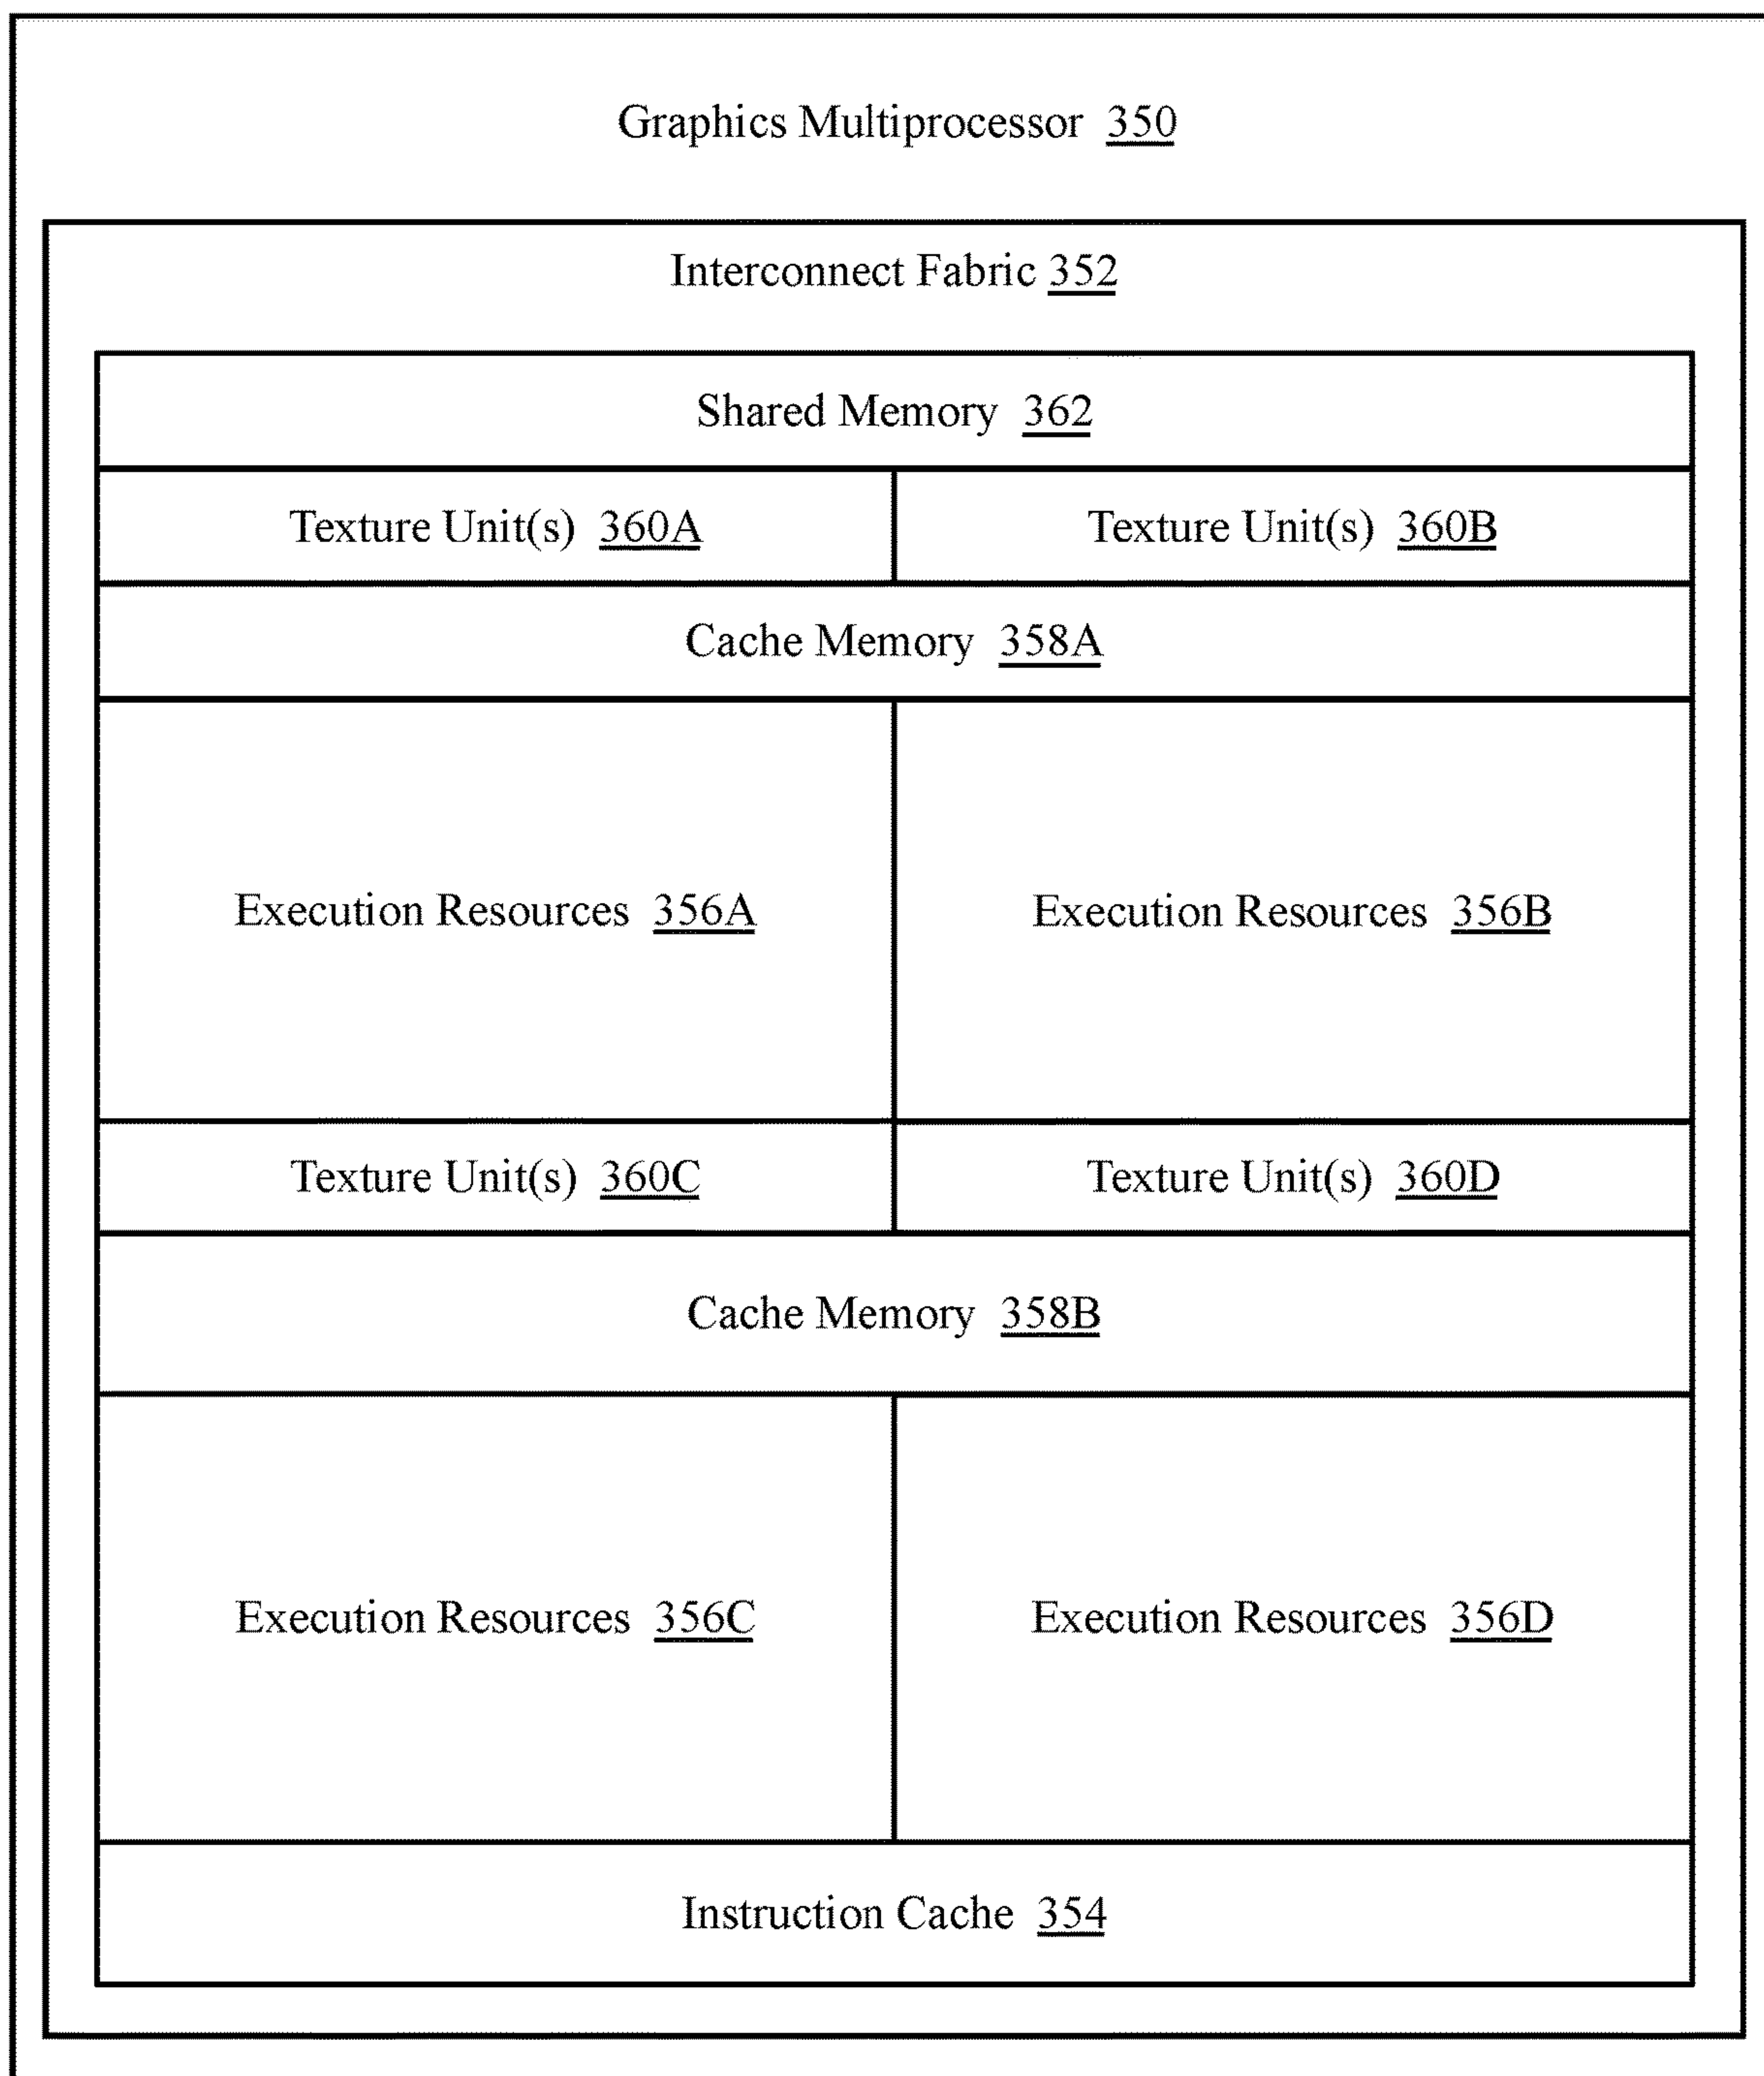 Graphics Multiprocessor 350
Interconnect Fabric 352
Shared Memory 362
Texture Unit(s) 360A
Texture Unit(s) 360B
Cache Memory 358A
Execution Resources 356A
Execution Resources 356B
Texture Unit(s) 360C
Texture Unit(s) 360D
Cache Memory 358B
Execution Resources 356C
Execution Resources 356D
Instruction Cache 354